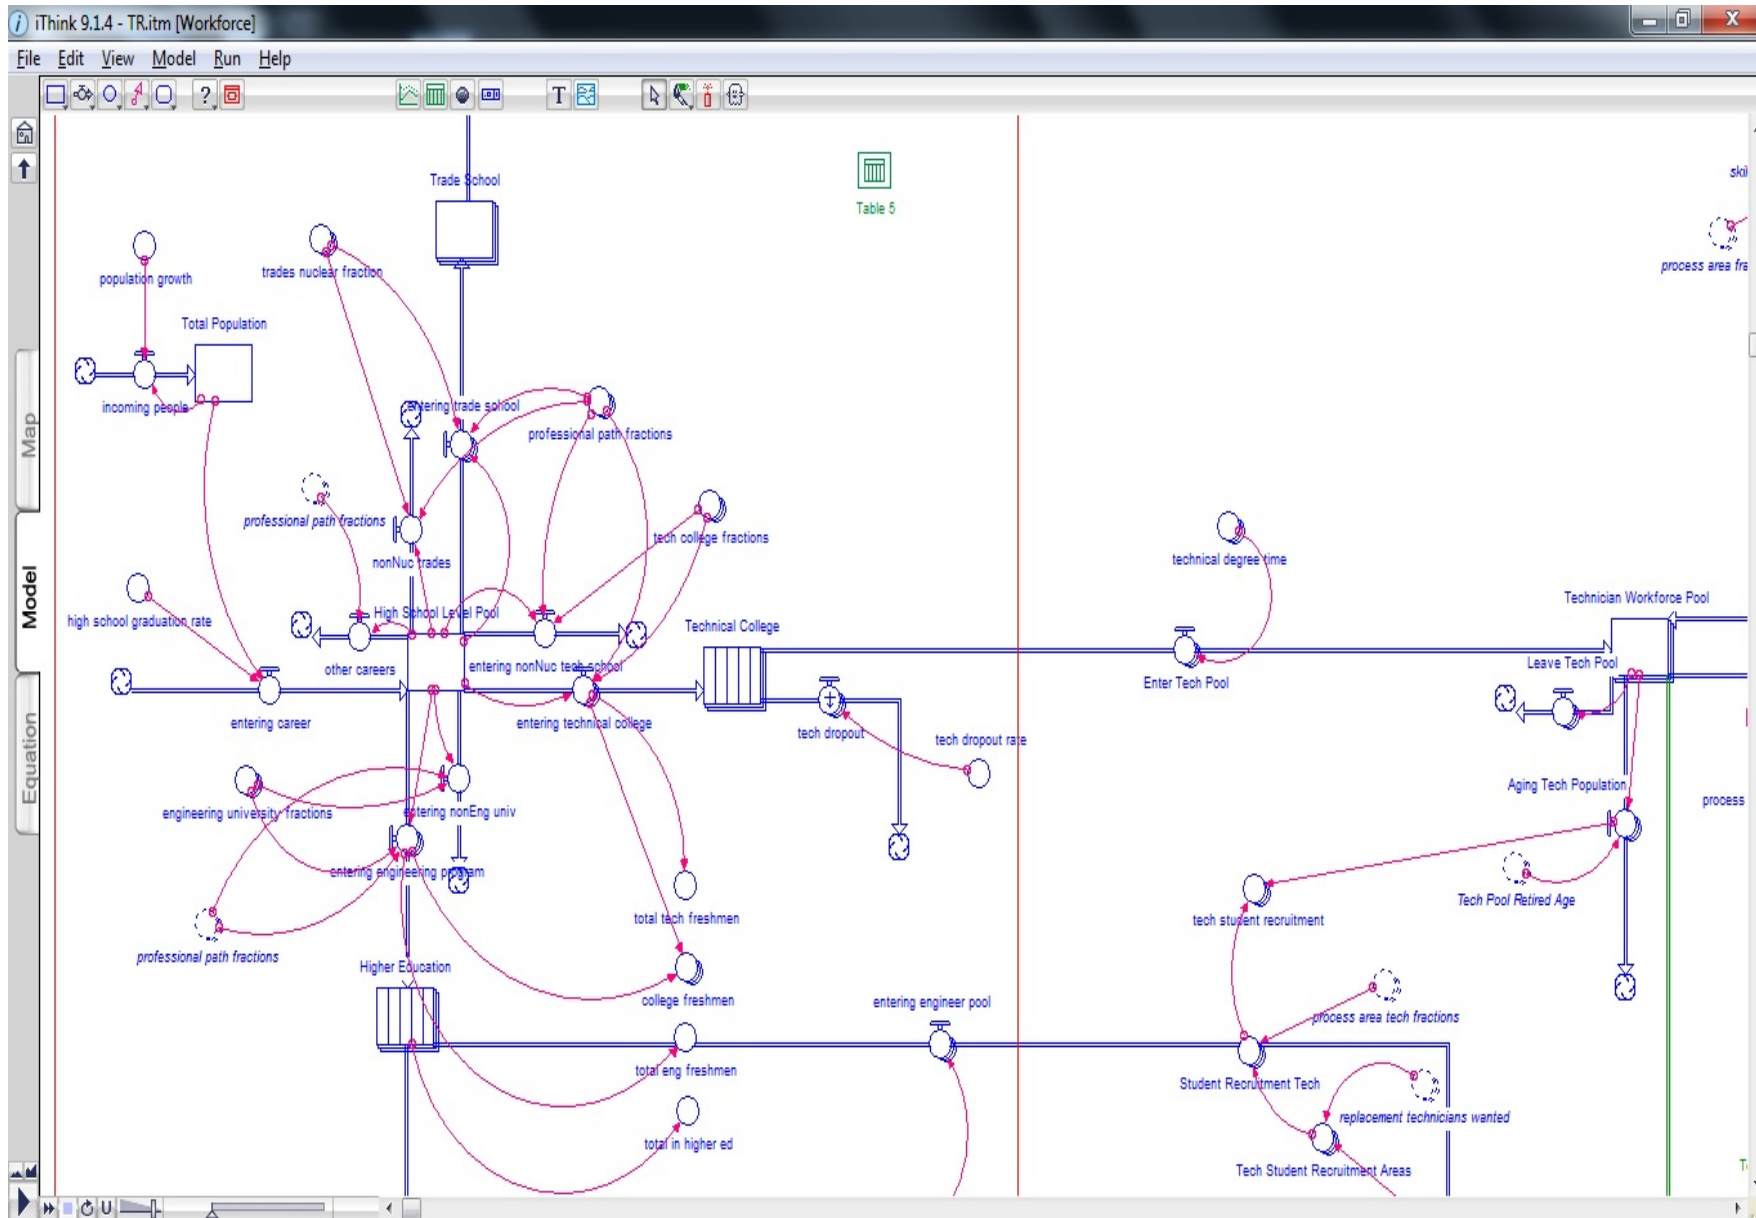 iThink 9.1.4 - TR.itm [Workforce]
File Edit View Model Run Help
Map
Model
Equation
Trade School
Table 5
population growth
trades nuclear fraction
process area fra
Total Population
incoming people
entering trade school
professional path fractions
professional path fractions
tech college fractions
nonNuc trades
technical degree time
high school graduation rate
High School Level Pool
Technical College
Technician Workforce Pool
other careers
entering nonNuc tech school
Leave Tech Pool
Enter Tech Pool
entering career
entering technical college
tech dropout
tech dropout rate
Aging Tech Population
process
engineering university fractions
entering nonEng univ
entering engineering program
total tech freshmen
tech student recruitment
Tech Pool Retired Age
professional path fractions
Higher Education
college freshmen
entering engineer pool
process area tech fractions
total eng freshmen
Student Recruitment Tech
replacement technicians wanted
total in higher ed
Tech Student Recruitment Areas